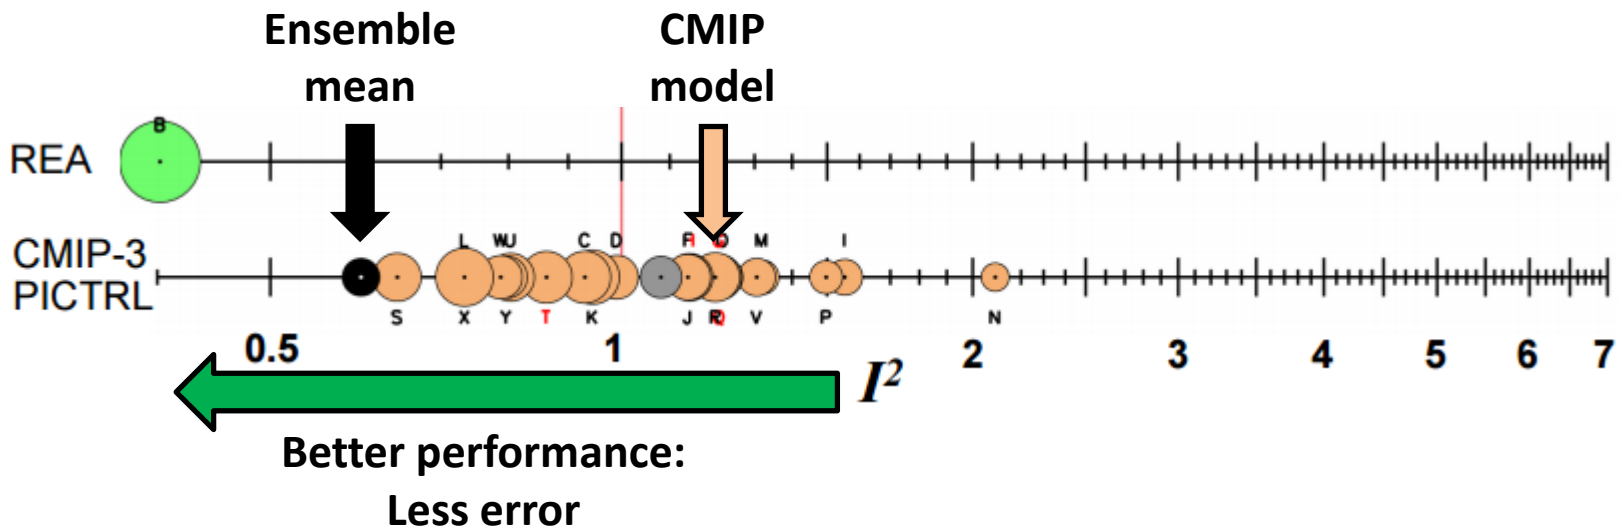 Ensemble
mean
CMIP
model
B
REA
CMIP-3
PICTRL
L WU C D F M I
S X Y T K J R V P N
0.5 1 2 3 4 5 6 7
I²
Better performance:
Less error